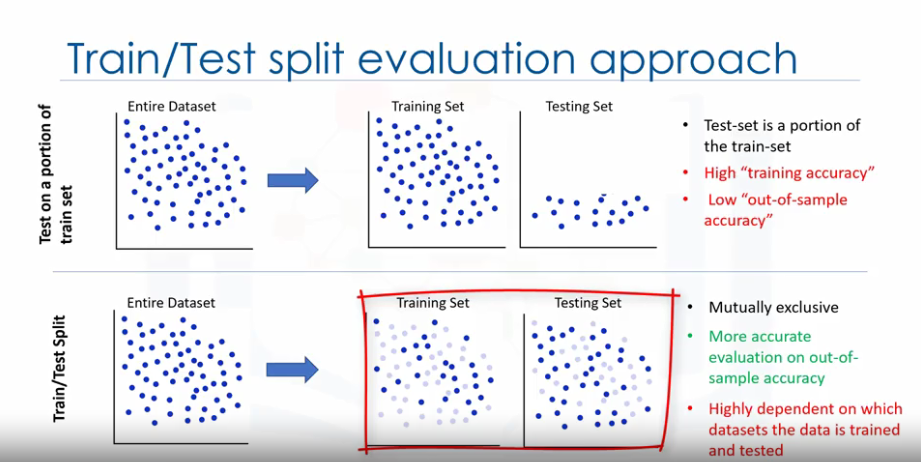 Train/Test split evaluation approach
Test on a portion of
train set
Entire Dataset
Training Set
Testing Set
• Test-set is a portion of
the train-set
• High “training accuracy”
• Low “out-of-sample
accuracy”
Train/Test Split
Entire Dataset
Training Set
Testing Set
• Mutually exclusive
• More accurate
evaluation on out-of-
sample accuracy
• Highly dependent on which
datasets the data is trained
and tested